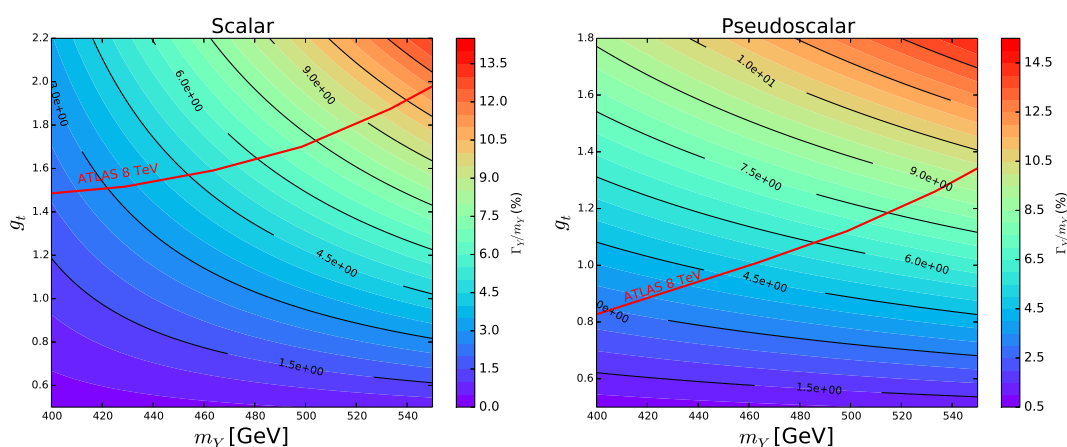 Scalar
2.2
2.0
1.8
1.6
1.4
1.2
1.0
0.8
0.6
g_t
400 420 440 460 480 500 520 540
m_Y [GeV]
3.0e+00
6.0e+00
9.0e+00
4.5e+00
1.5e+00
ATLAS 8 TeV
13.5
12.0
10.5
9.0
7.5
6.0
4.5
3.0
1.5
0.0
Γ_Y/m_Y (%)
Pseudoscalar
1.8
1.6
1.4
1.2
1.0
0.8
0.6
g_t
400 420 440 460 480 500 520 540
m_Y [GeV]
1.0e+01
7.5e+00
9.0e+00
6.0e+00
4.5e+00
.0e+00
1.5e+00
ATLAS 8 TeV
14.5
12.5
10.5
8.5
6.5
4.5
2.5
0.5
Γ_Y/m_Y (%)